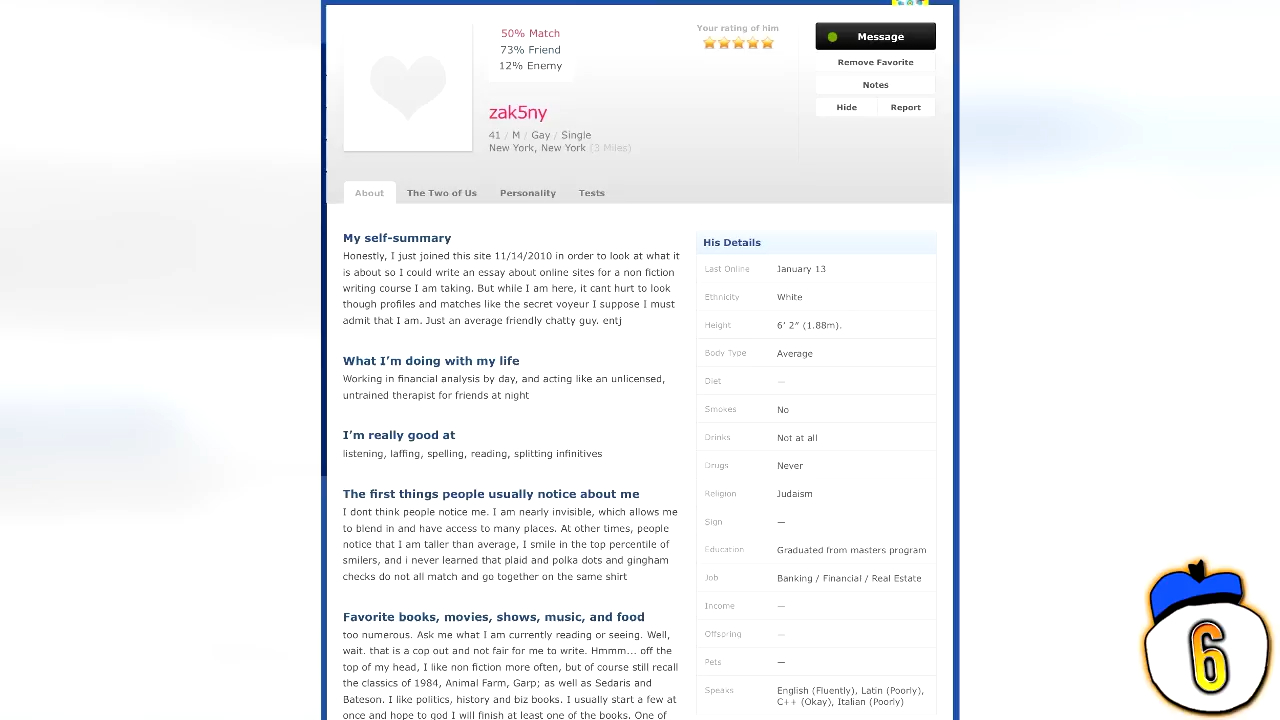 50% Match
73% Friend
12% Enemy
Your rating of him
Message
Remove Favorite
Notes
Hide Report
zak5ny
41 / M / Gay / Single
New York, New York (3 Miles)
About The Two of Us Personality Tests
My self-summary
Honestly, I just joined this site 11/14/2010 in order to look at what it
is about so I could write an essay about online sites for a non fiction
writing course I am taking. But while I am here, it cant hurt to look
though profiles and matches like the secret voyeur I suppose I must
admit that I am. Just an average friendly chatty guy. entj
What I'm doing with my life
Working in financial analysis by day, and acting like an unlicensed,
untrained therapist for friends at night
I'm really good at
listening, laffing, spelling, reading, splitting infinitives
The first things people usually notice about me
I dont think people notice me. I am nearly invisible, which allows me
to blend in and have access to many places. At other times, people
notice that I am taller than average, I smile in the top percentile of
smilers, and i never learned that plaid and polka dots and gingham
checks do not all match and go together on the same shirt
Favorite books, movies, shows, music, and food
too numerous. Ask me what I am currently reading or seeing. Well,
wait. that is a cop out and not fair for me to write. Hmmm... off the
top of my head, I like non fiction more often, but of course still recall
the classics of 1984, Animal Farm, Garp; as well as Sedaris and
Bateson. I like politics, history and biz books. I usually start a few at
once and hope to god I will finish at least one of the books. One of
His Details
Last Online January 13
Ethnicity White
Height 6' 2" (1.88m).
Body Type Average
Diet —
Smokes No
Drinks Not at all
Drugs Never
Religion Judaism
Sign —
Education Graduated from masters program
Job Banking / Financial / Real Estate
Income —
Offspring —
Pets —
Speaks English (Fluently), Latin (Poorly),
C++ (Okay), Italian (Poorly)
6